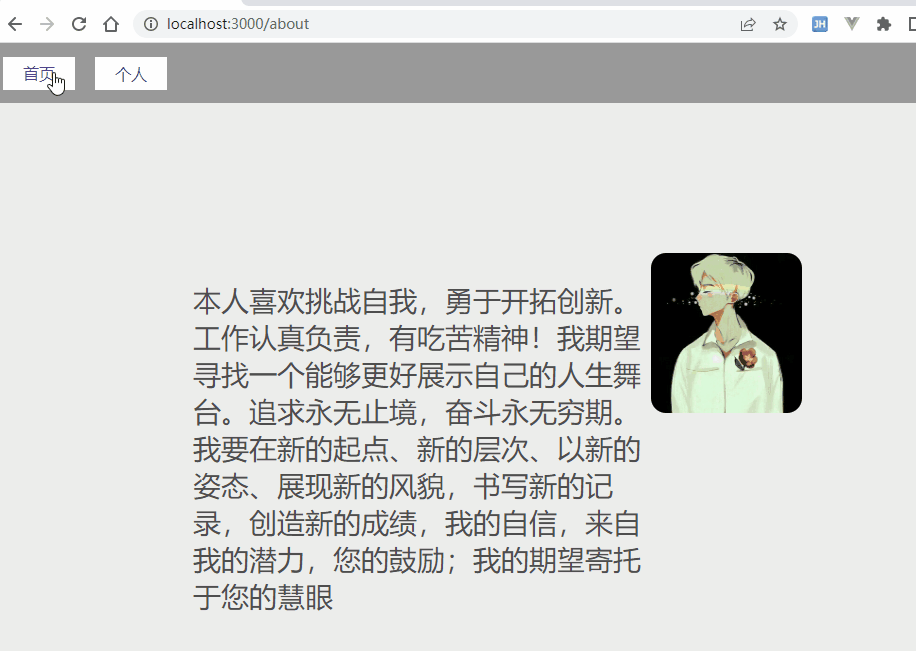 localhost:3000/about
JH
首页 个人
本人喜欢挑战自我，勇于开拓创新。
工作认真负责，有吃苦精神！我期望
寻找一个能够更好展示自己的人生舞
台。追求永无止境，奋斗永无穷期。
我要在新的起点、新的层次、以新的
姿态、展现新的风貌，书写新的记
录，创造新的成绩，我的自信，来自
我的潜力，您的鼓励；我的期望寄托
于您的慧眼